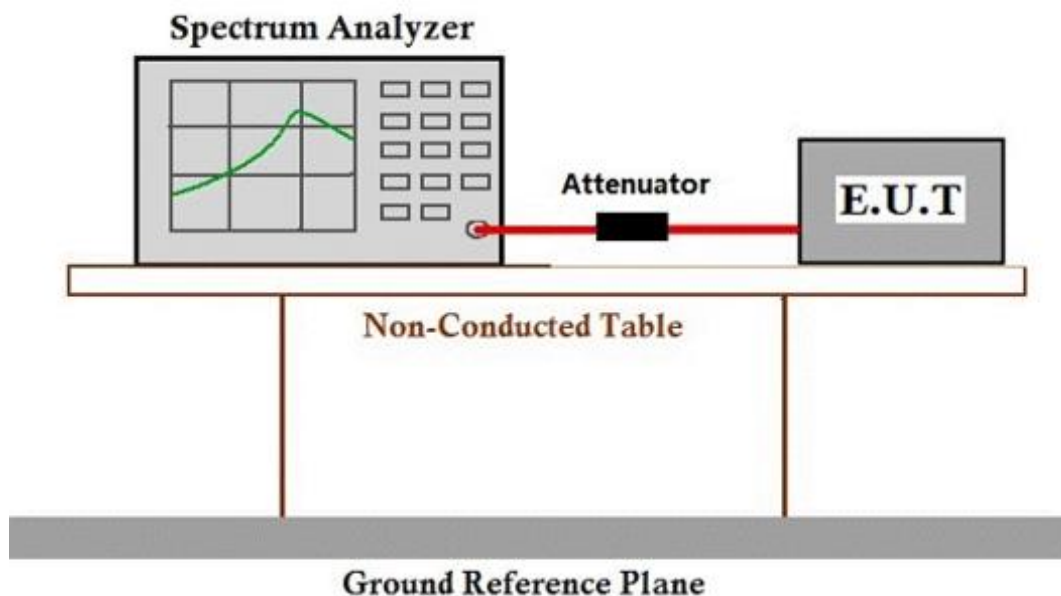 Spectrum Analyzer
Attenuator
E.U.T
Non-Conducted Table
Ground Reference Plane